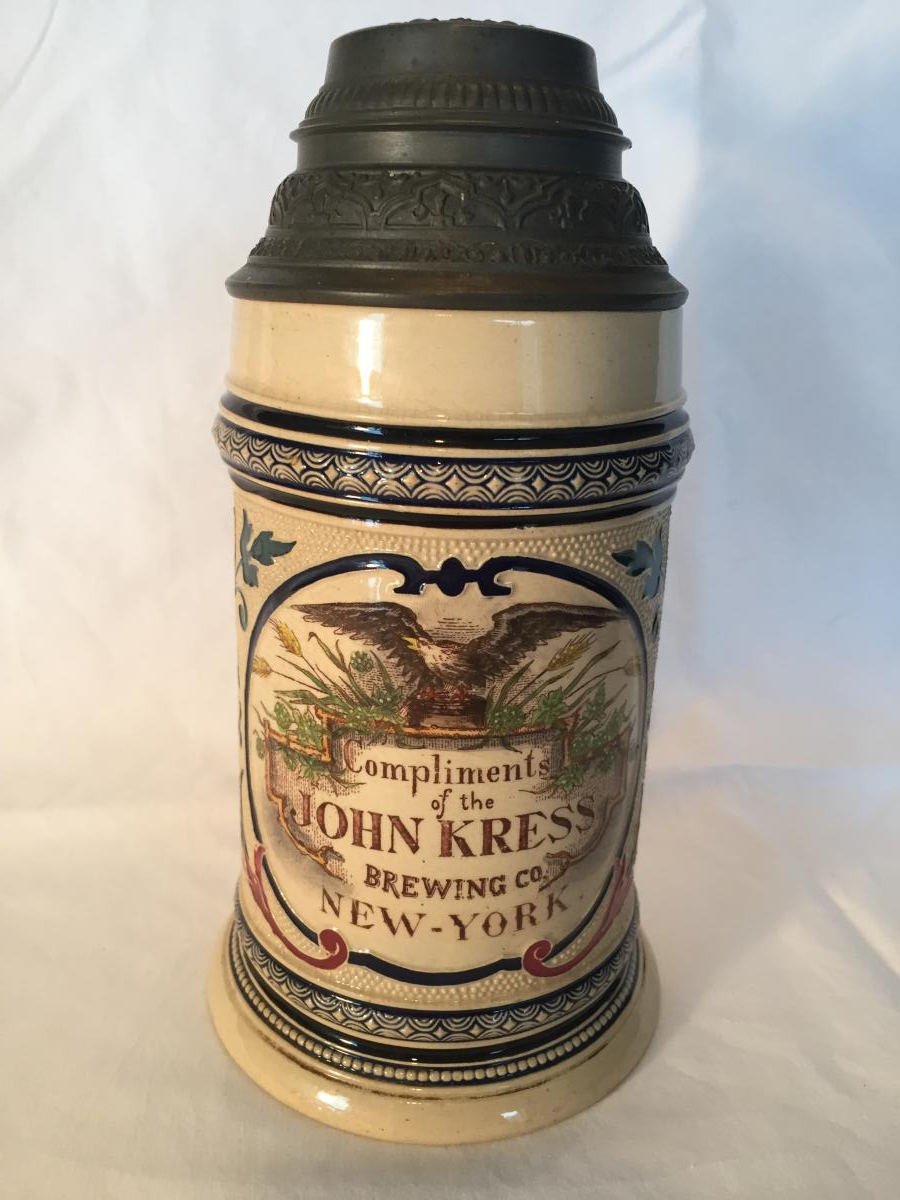 Compliments
of the
JOHN KRESS
BREWING CO.
NEW-YORK.